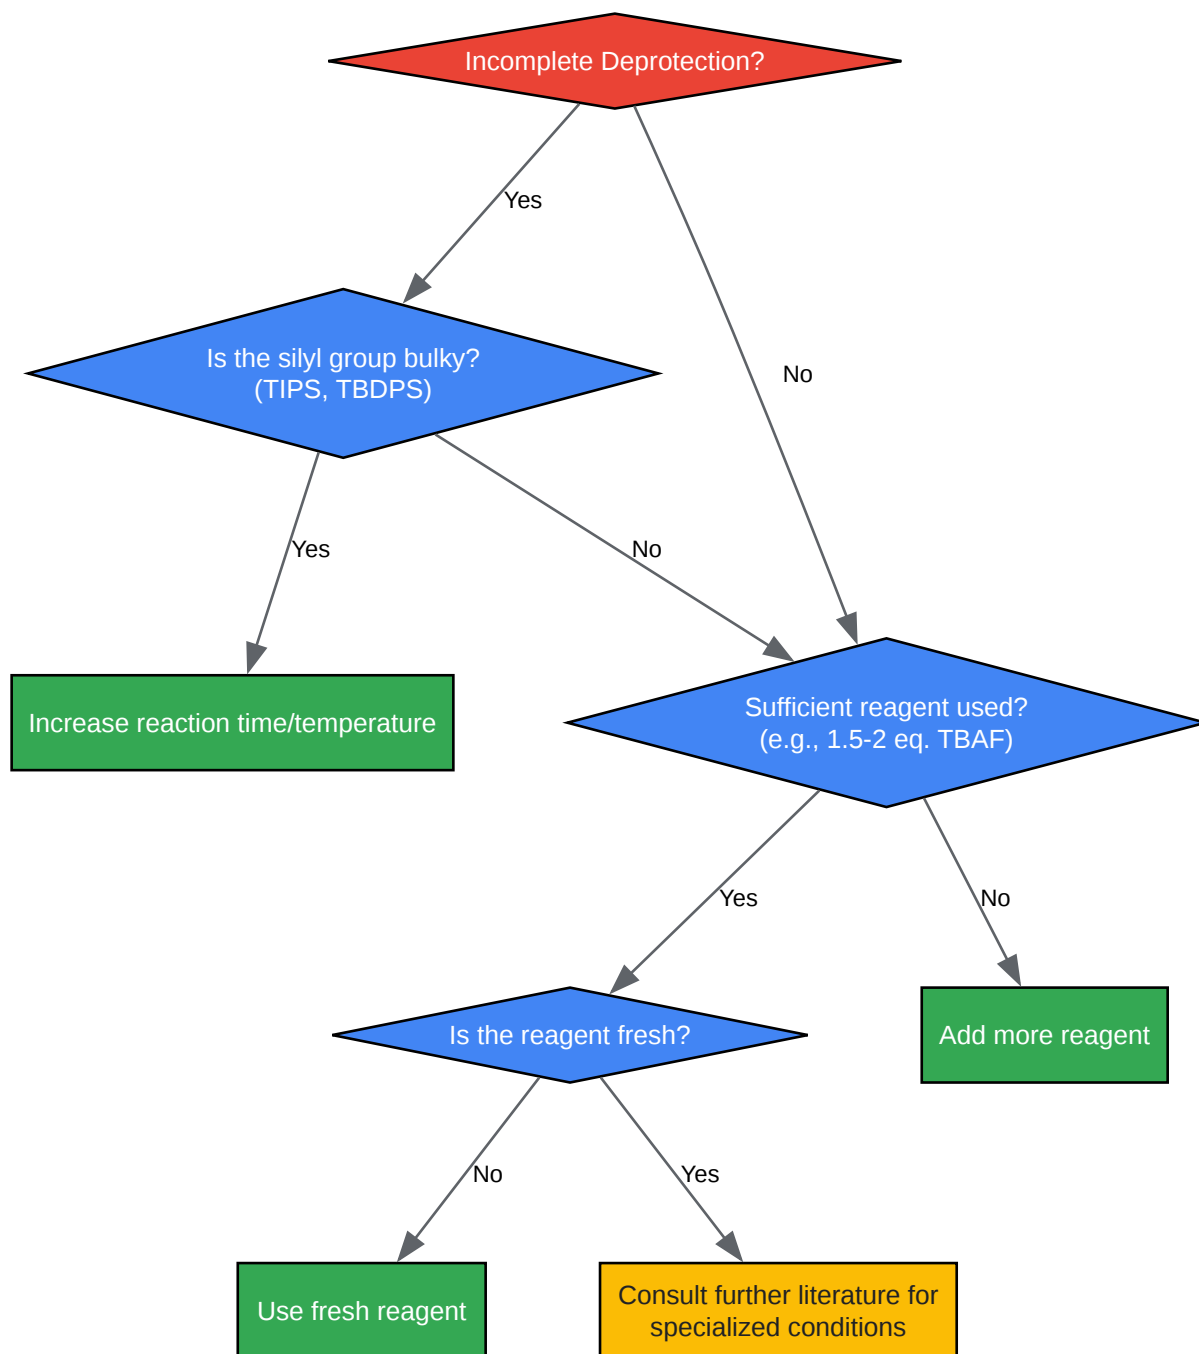 Incomplete Deprotection?
Yes
Is the silyl group bulky?
(TIPS, TBDPS)
No
Yes
No
Increase reaction time/temperature
Sufficient reagent used?
(e.g., 1.5-2 eq. TBAF)
Yes
No
Is the reagent fresh?
Add more reagent
No
Yes
Use fresh reagent
Consult further literature for
specialized conditions